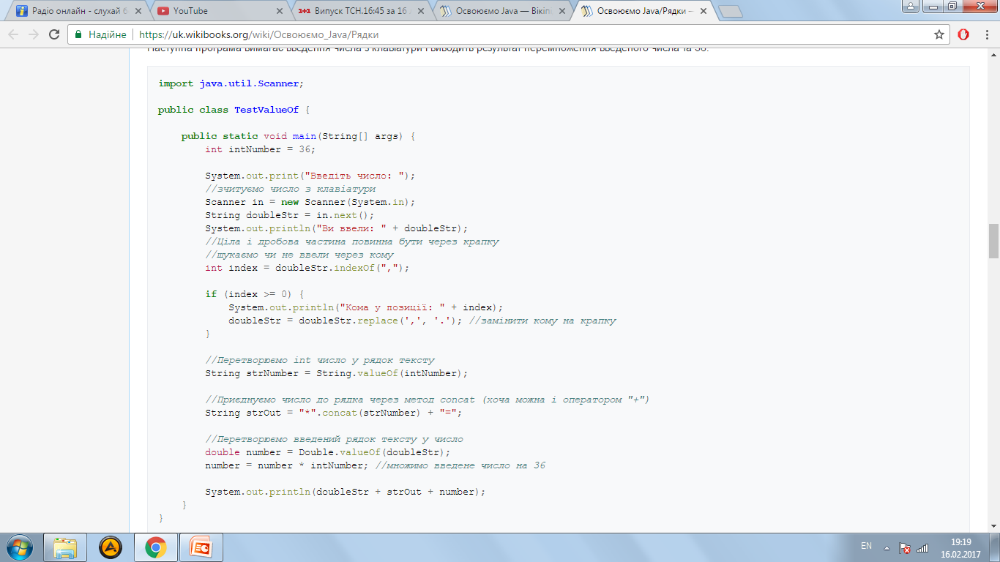 Радіо онлайн - слухай б
YouTube
Випуск ТСН.16:45 за 16
Освоюємо Java — Вікіп
Освоюємо Java/Рядки –
Надійне
https://uk.wikibooks.org/wiki/Освоюємо_Java/Рядки
Наступна програма вимагає введення числа з клавіатури і виводить результат перемноження введеного числа та 36.
import java.util.Scanner;
public class TestValueOf {
public static void main(String[] args) {
int intNumber = 36;
System.out.print("Введіть число: ");
//зчитуємо число з клавіатури
Scanner in = new Scanner(System.in);
String doubleStr = in.next();
System.out.println("Ви ввели: " + doubleStr);
//Ціла і дробова частина повинна бути через крапку
//шукаємо чи не ввели через кому
int index = doubleStr.indexOf(",");
if (index >= 0) {
System.out.println("Кома у позиції: " + index);
doubleStr = doubleStr.replace(',', '.'); //замінити кому на крапку
}
//Перетворюємо int число у рядок тексту
String strNumber = String.valueOf(intNumber);
//Приєднуємо число до рядка через метод concat (хоча можна і оператором "+")
String strOut = "*".concat(strNumber) + "=";
//Перетворюємо введений рядок тексту у число
double number = Double.valueOf(doubleStr);
number = number * intNumber; //множимо введене число на 36
System.out.println(doubleStr + strOut + number);
}
}
EN
19:19
16.02.2017